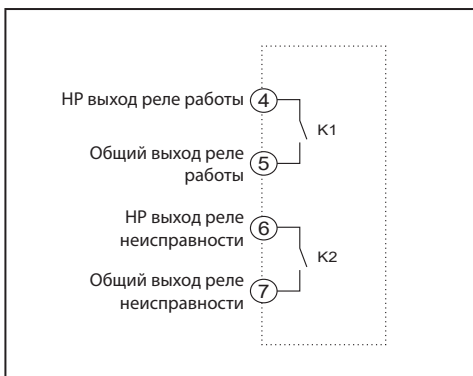 НР выход реле работы 4
K1
Общий выход реле
работы 5
НР выход реле
неисправности 6
K2
Общий выход реле
неисправности 7